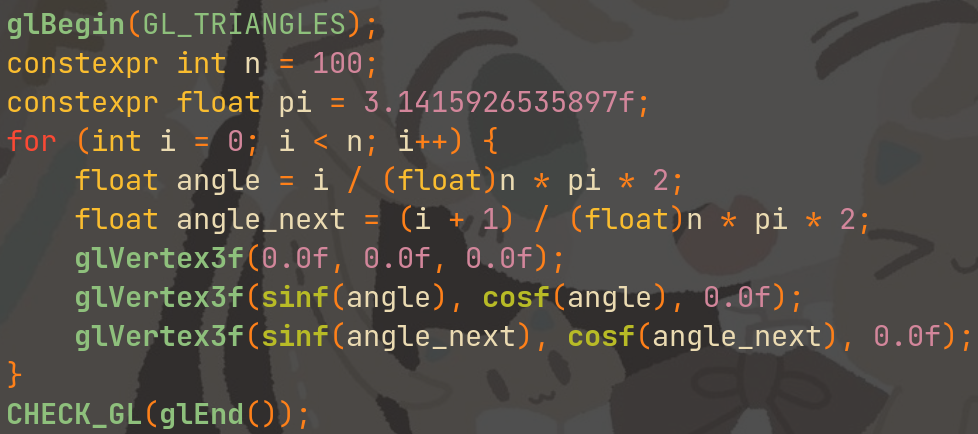 glBegin(GL_TRIANGLES);
constexpr int n = 100;
constexpr float pi = 3.1415926535897f;
for (int i = 0; i < n; i++) {
    float angle = i / (float)n * pi * 2;
    float angle_next = (i + 1) / (float)n * pi * 2;
    glVertex3f(0.0f, 0.0f, 0.0f);
    glVertex3f(sinf(angle), cosf(angle), 0.0f);
    glVertex3f(sinf(angle_next), cosf(angle_next), 0.0f);
}
CHECK_GL(glEnd());